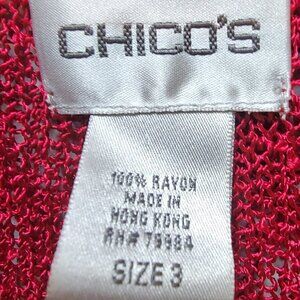 CHICO'S
100% RAYON
MADE IN
HONG KONG
RN# 79984
SIZE 3